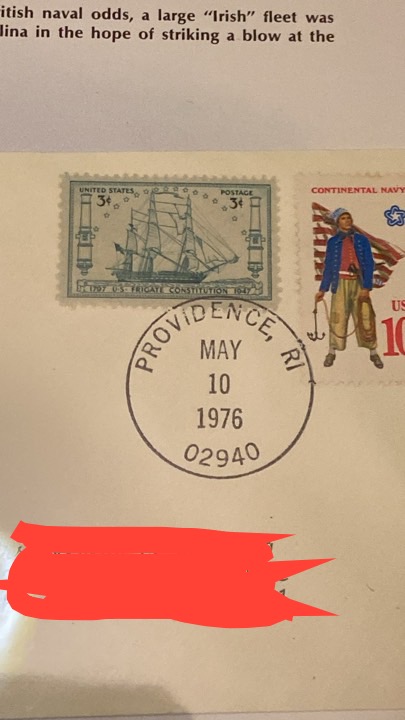 itish naval odds, a large “Irish” fleet was
lina in the hope of striking a blow at the
UNITED STATES POSTAGE
3¢ 3¢
1797 U·S· FRIGATE CONSTITUTION 1947
CONTINENTAL NAVY
US
10
PROVIDENCE, RI
MAY
10
1976
02940